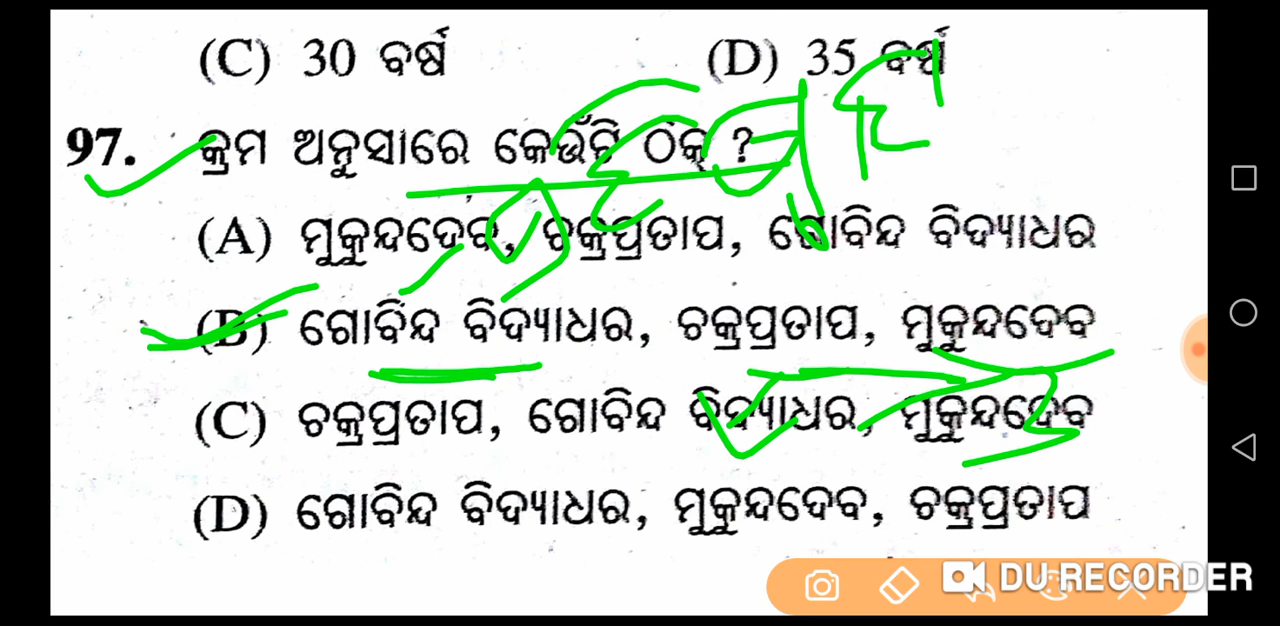 (C) 30 ବର୍ଷ (D) 35 ବର୍ଷ
97. କ୍ରମ ଅନୁସାରେ କେଉଁଟି ଠିକ୍ ?
(A) ମୁକୁନ୍ଦଦେବ, ଚକ୍ରପ୍ରତାପ, ଗୋବିନ୍ଦ ବିଦ୍ୟାଧର
(B) ଗୋବିନ୍ଦ ବିଦ୍ୟାଧର, ଚକ୍ରପ୍ରତାପ, ମୁକୁନ୍ଦଦେବ
(C) ଚକ୍ରପ୍ରତାପ, ଗୋବିନ୍ଦ ବିଦ୍ୟାଧର, ମୁକୁନ୍ଦଦେବ
(D) ଗୋବିନ୍ଦ ବିଦ୍ୟାଧର, ମୁକୁନ୍ଦଦେବ, ଚକ୍ରପ୍ରତାପ
DU RECORDER